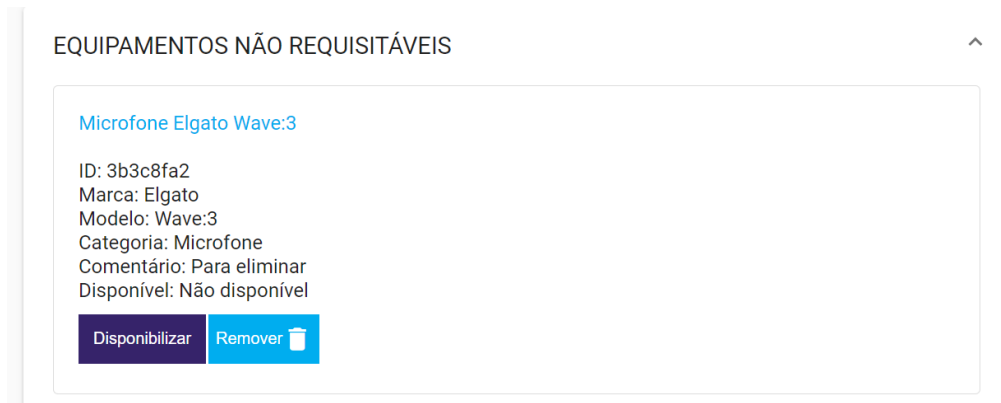 EQUIPAMENTOS NÃO REQUISITÁVEIS
Microfone Elgato Wave:3
ID: 3b3c8fa2
Marca: Elgato
Modelo: Wave:3
Categoria: Microfone
Comentário: Para eliminar
Disponível: Não disponível
Disponibilizar Remover